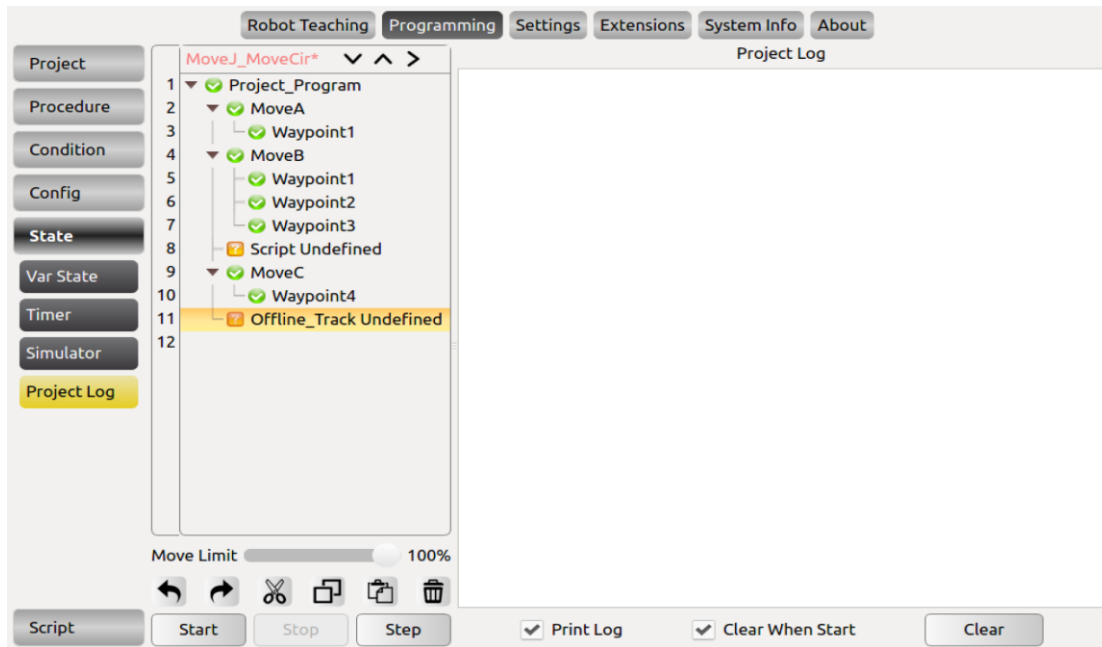 Robot Teaching Programming Settings Extensions System Info About
Project
Procedure
Condition
Config
State
Var State
Timer
Simulator
Project Log
Script
MoveJ_MoveCir*
1 Project_Program
2 MoveA
3 Waypoint1
4 MoveB
5 Waypoint1
6 Waypoint2
7 Waypoint3
8 Script Undefined
9 MoveC
10 Waypoint4
11 Offline_Track Undefined
12
Move Limit 100%
Start Stop Step
Project Log
Print Log Clear When Start Clear